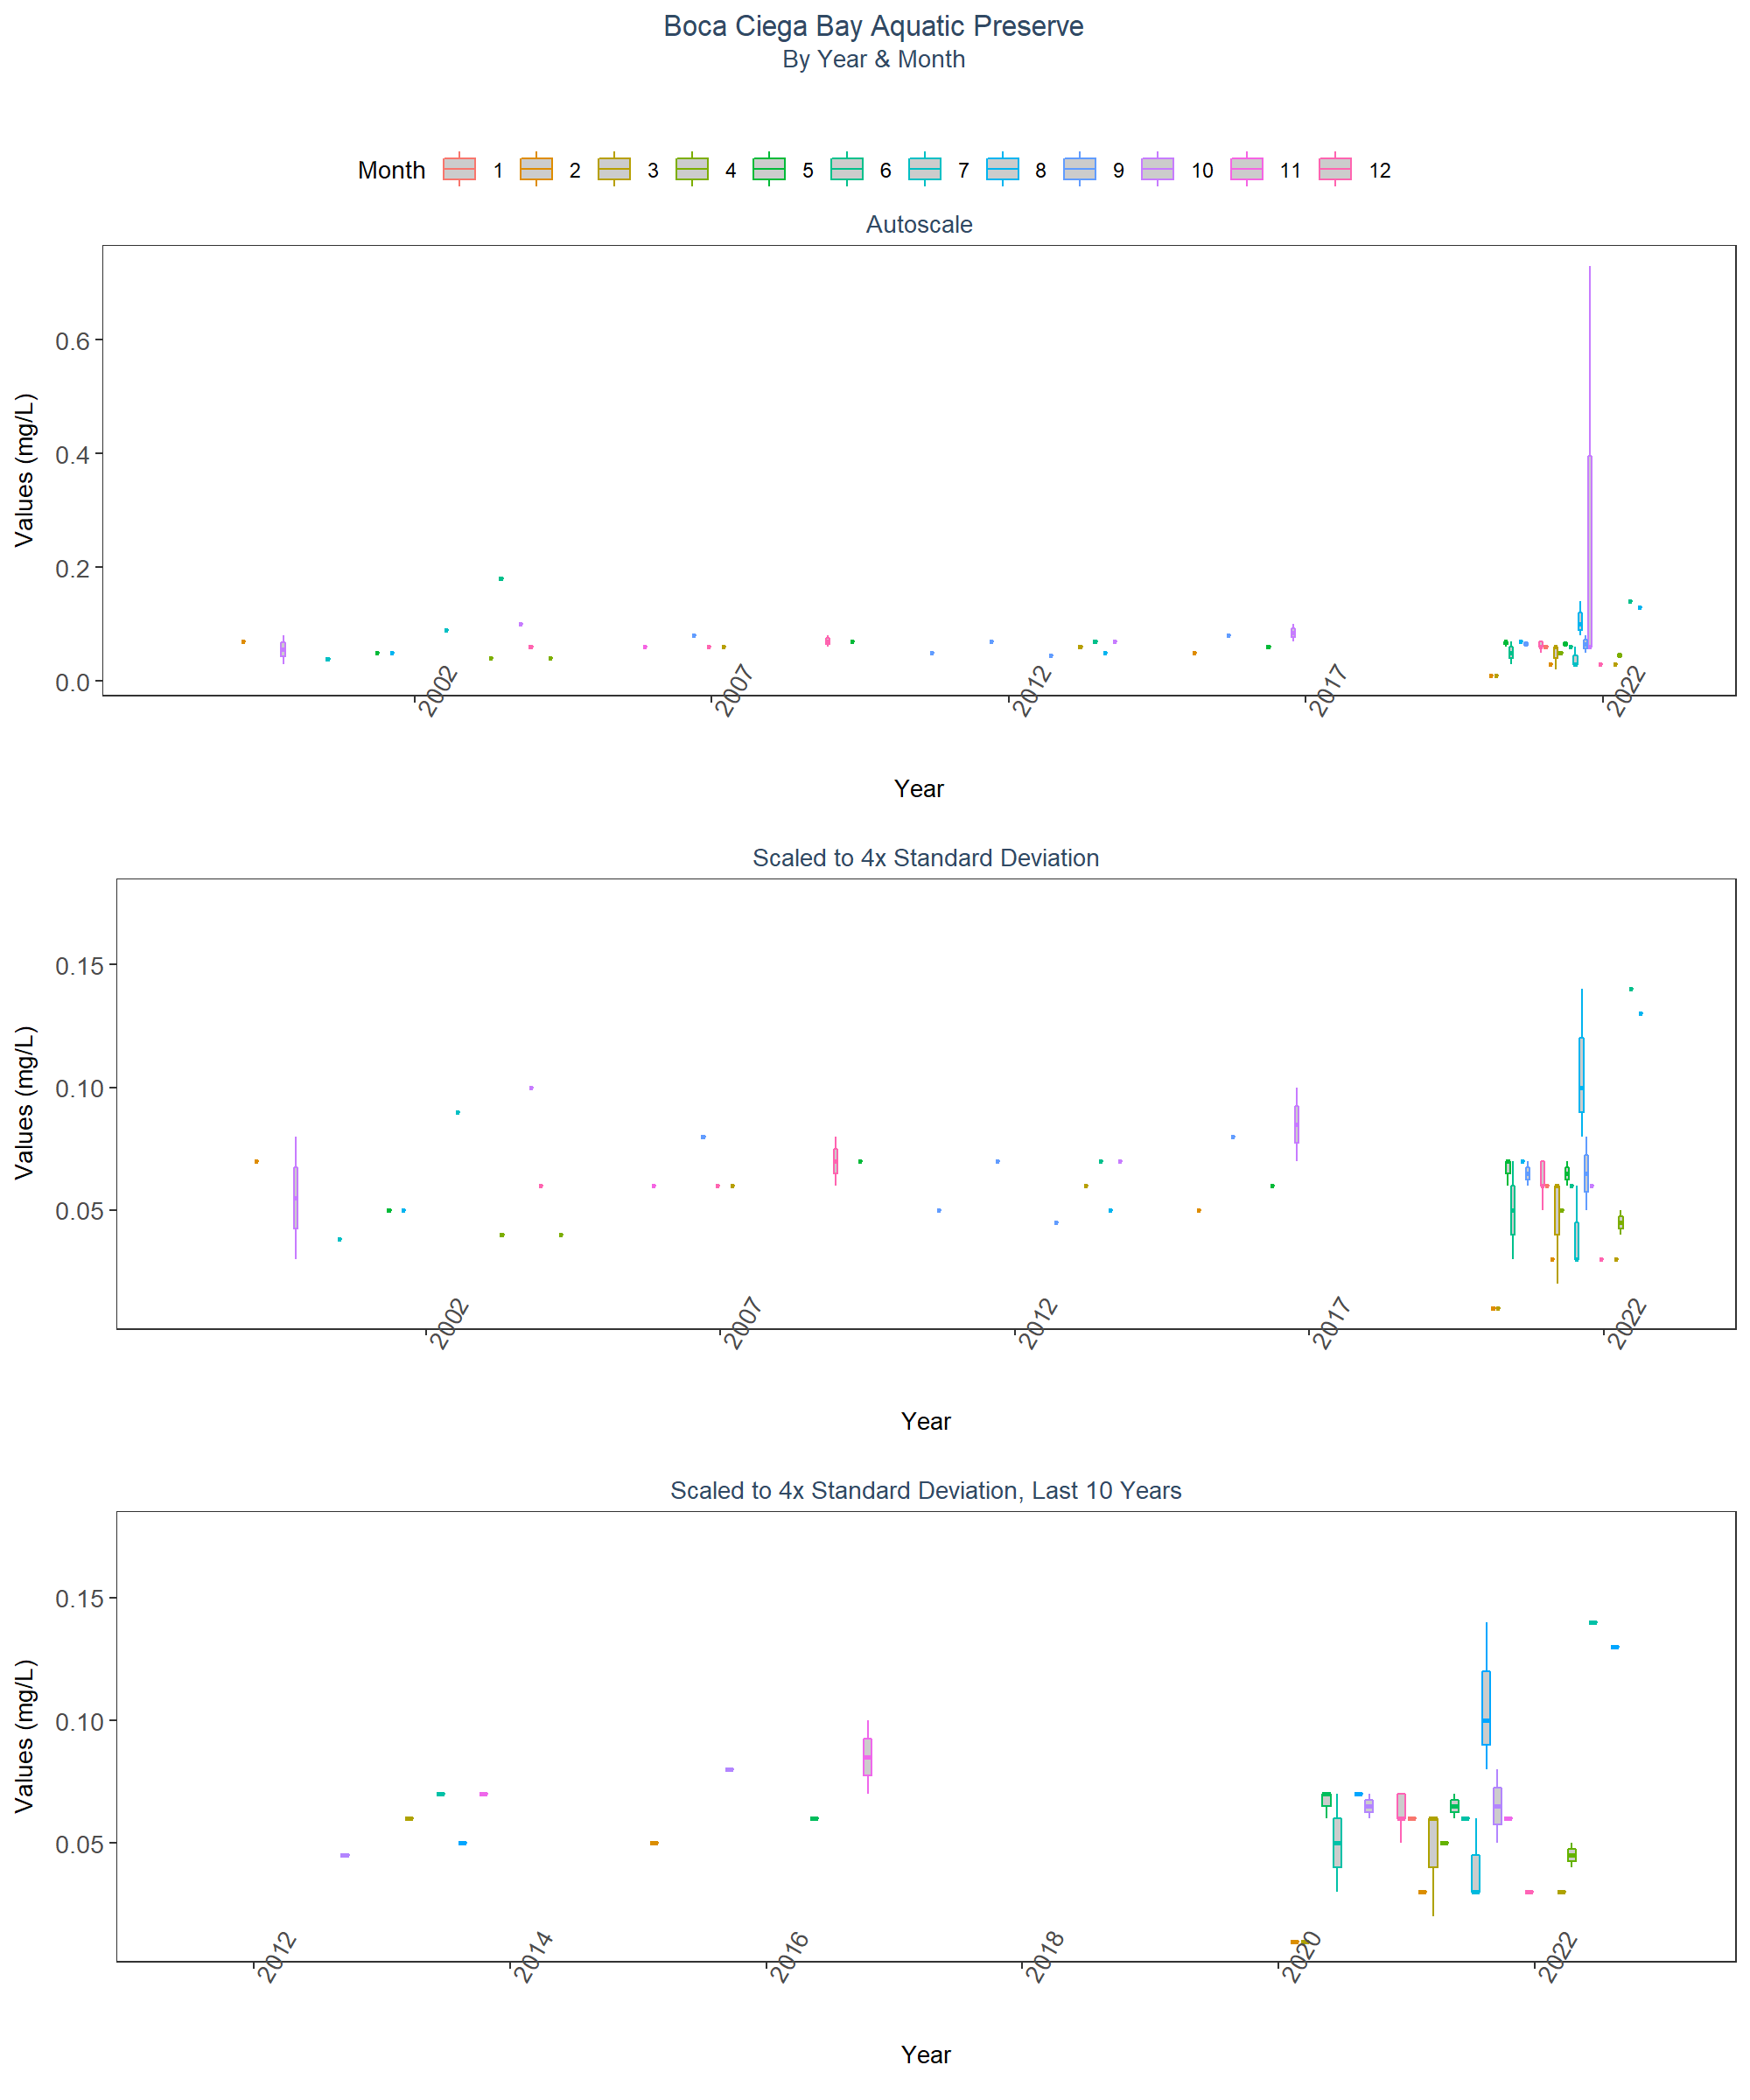 Boca Ciega Bay Aquatic Preserve
By Year & Month
Month 1 2 3 4 5 6 7 8 9 10 11 12
Autoscale
Values (mg/L)
0.6
0.4
0.2
0.0
2002 2007 2012 2017 2022
Year
Scaled to 4x Standard Deviation
Values (mg/L)
0.15
0.10
0.05
2002 2007 2012 2017 2022
Year
Scaled to 4x Standard Deviation, Last 10 Years
Values (mg/L)
0.15
0.10
0.05
2012 2014 2016 2018 2020 2022
Year